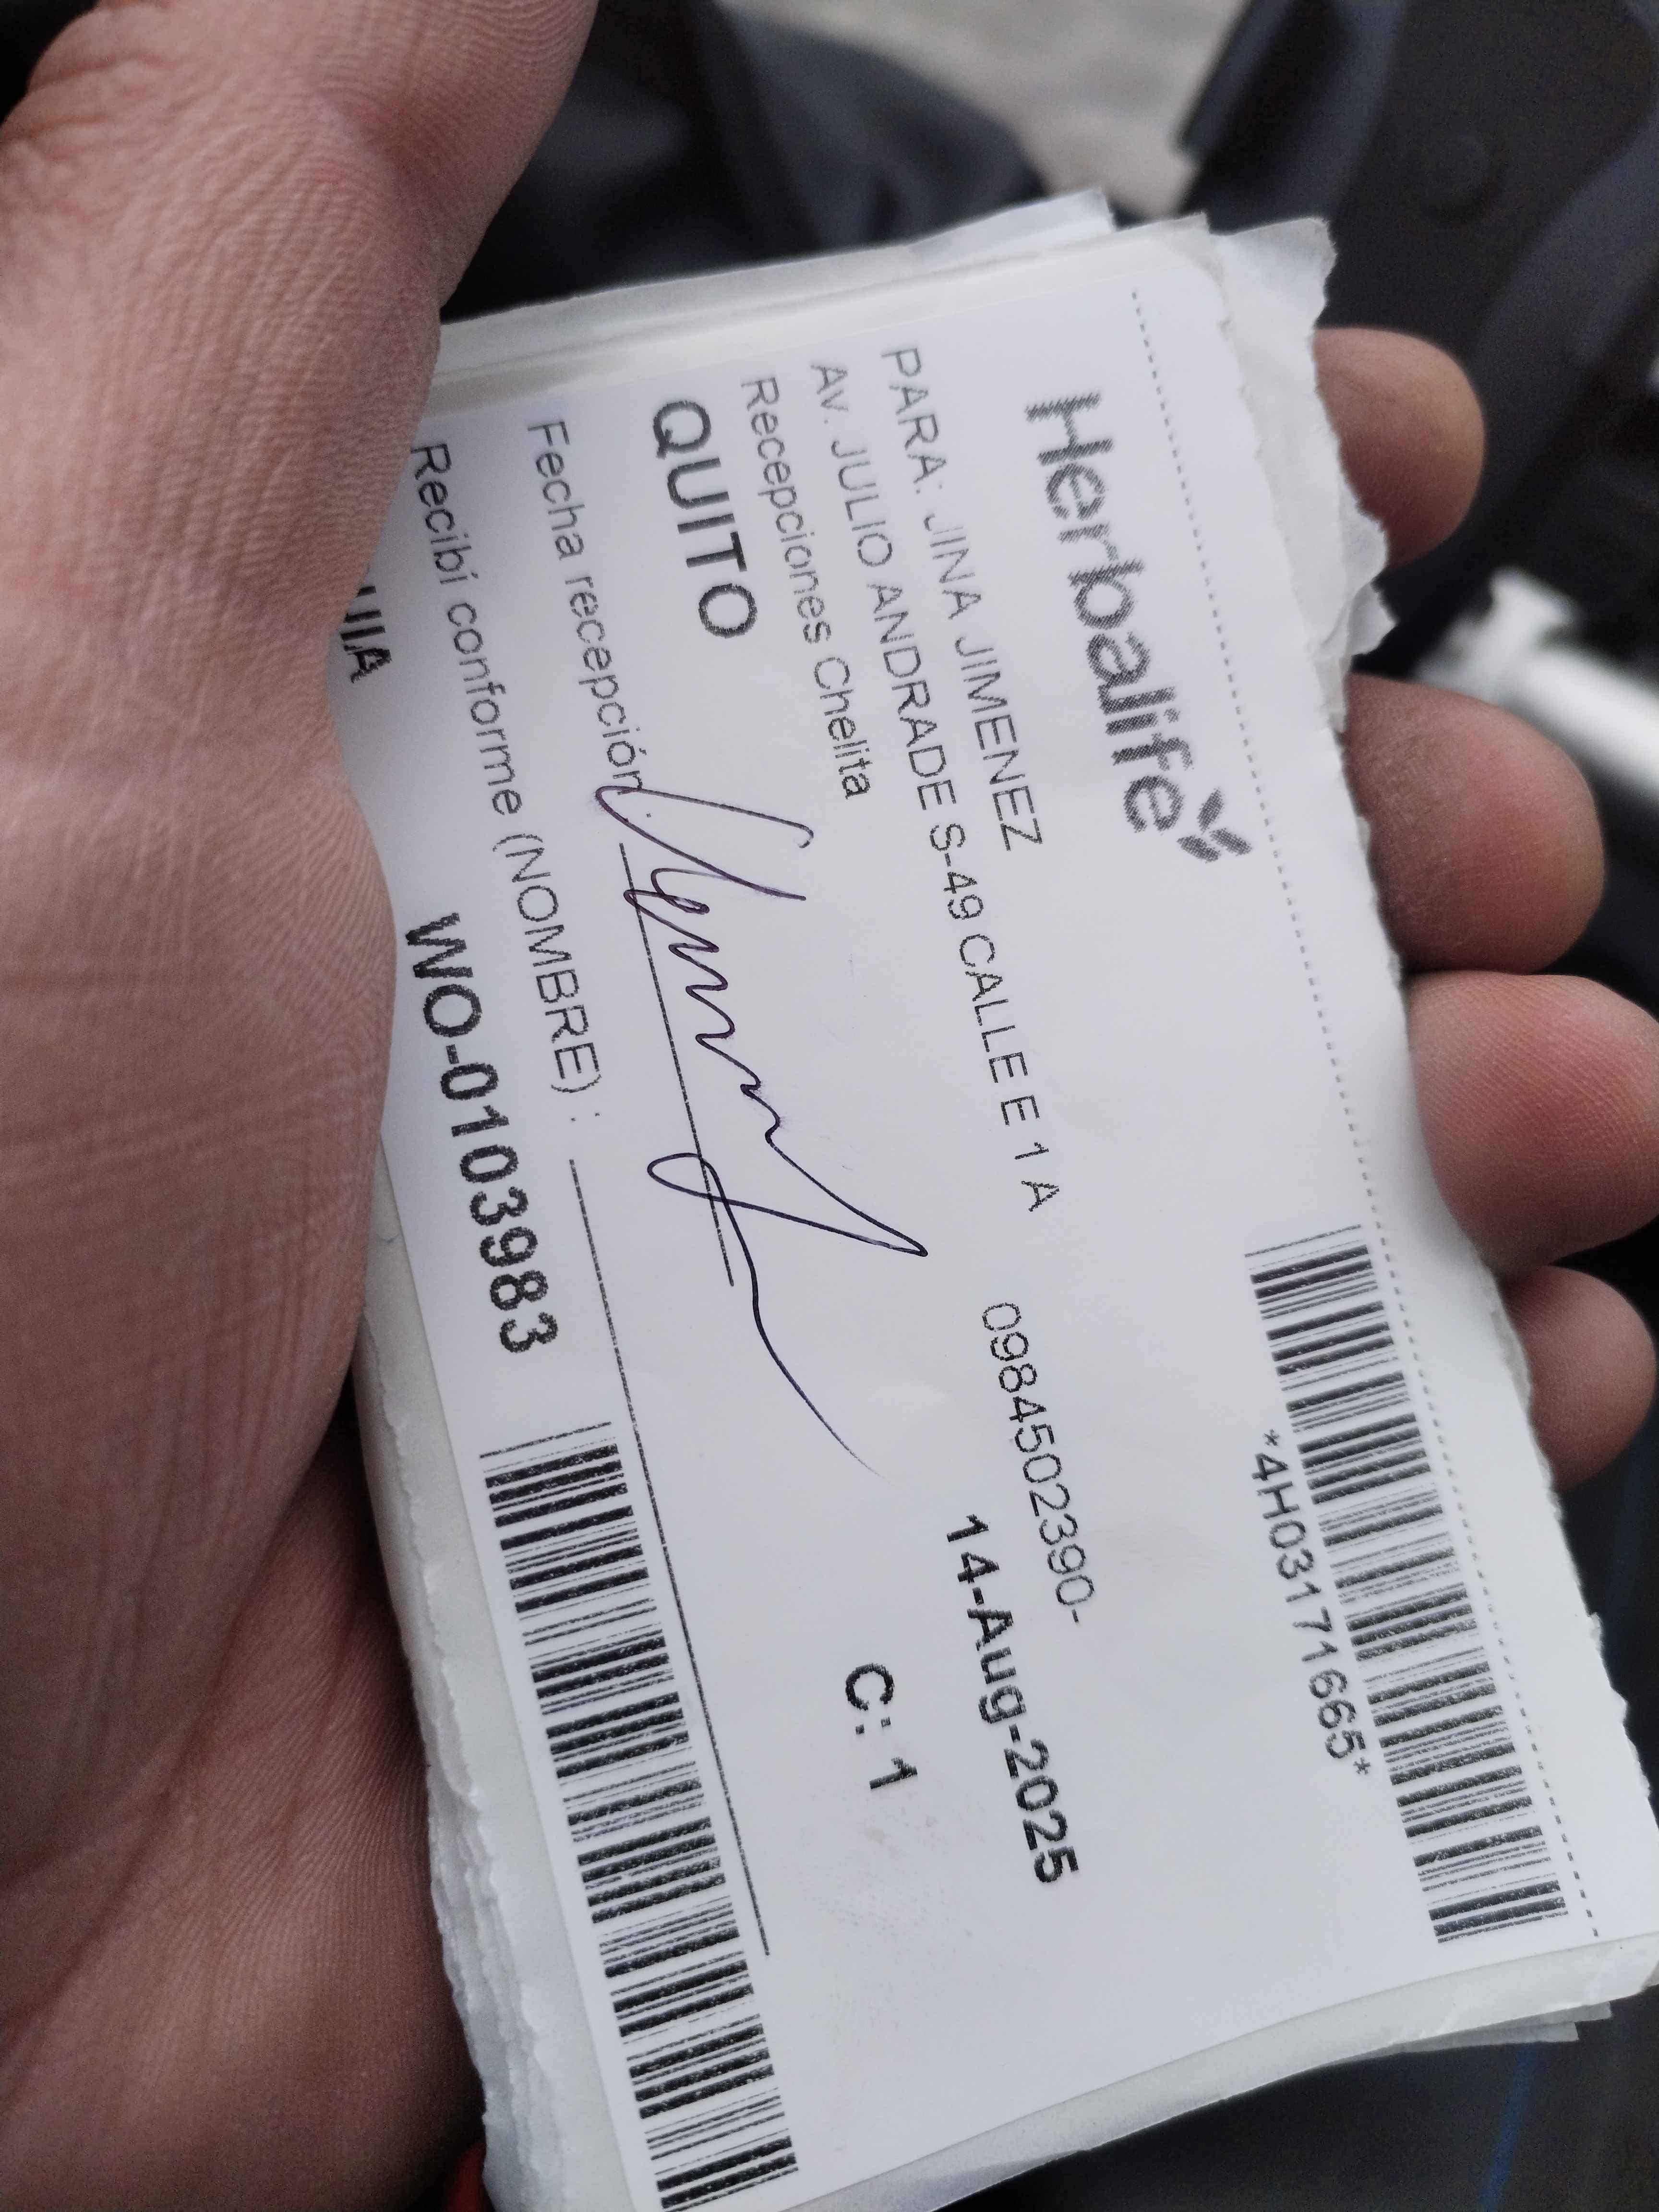 Herbalife
*4H03171665*
PARA: JINA JIMENEZ
0984502390-
Av. JULIO ANDRADE S-49 CALLE E 1 A
14-Aug-2025
Recepciones Chelita
C: 1
QUITO
Fecha recepción:
Recibí conforme (NOMBRE) :
WO-0103983